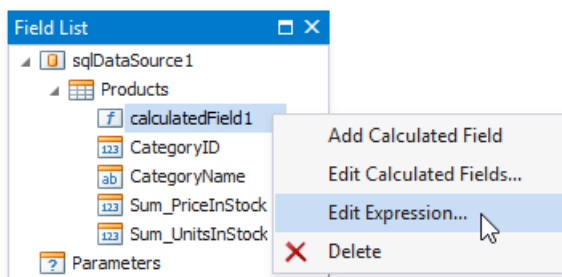 Field List
sqlDataSource1
Products
calculatedField1
CategoryID
CategoryName
Sum_PriceInStock
Sum_UnitsInStock
Parameters
Add Calculated Field
Edit Calculated Fields...
Edit Expression...
Delete